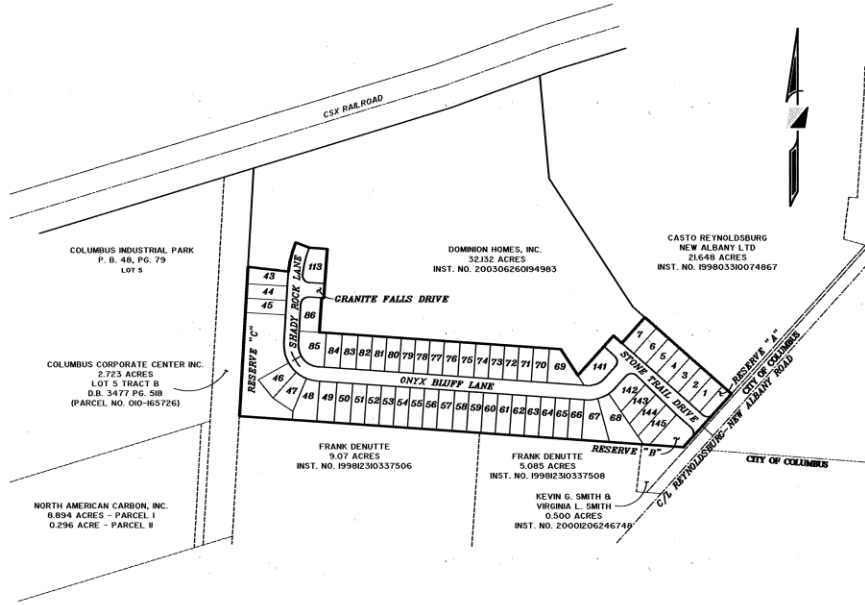 CSX RAILROAD
COLUMBUS INDUSTRIAL PARK
P. B. 48, PG. 79
LOT 5
DOMINION HOMES, INC.
32.132 ACRES
INST. NO. 200306260194983
CASTO REYNOLDSBURG
NEW ALBANY LTD
21.648 ACRES
INST. NO. 199803310074867
43
44
45
113
SHADY ROCK LANE
GRANITE FALLS DRIVE
86
85
84 83 82 81 80 79 78 77 76 75 74 73 72 71 70 69
RESERVE "C"
COLUMBUS CORPORATE CENTER INC.
2.723 ACRES
LOT 5 TRACT B
D.B. 3477 PG. 518
(PARCEL NO. 010-165726)
7 6 5 4 3 2 1
RESERVE "A"
CITY OF COLUMBUS
C/L REYNOLDSBURG-NEW ALBANY ROAD
141
STONE TRAIL DRIVE
ONYX BLUFF LANE
46 47 48 49 50 51 52 53 54 55 56 57 58 59 60 61 62 63 64 65 66 67 68
142
143
144
145
RESERVE "B"
CITY OF COLUMBUS
FRANK DENUTTE
9.07 ACRES
INST. NO. 199812310337506
FRANK DENUTTE
5.085 ACRES
INST. NO. 199812310337508
KEVIN G. SMITH &
VIRGINIA L. SMITH
0.500 ACRES
INST. NO. 20001206246748
NORTH AMERICAN CARBON, INC.
8.894 ACRES - PARCEL I
0.296 ACRE - PARCEL II